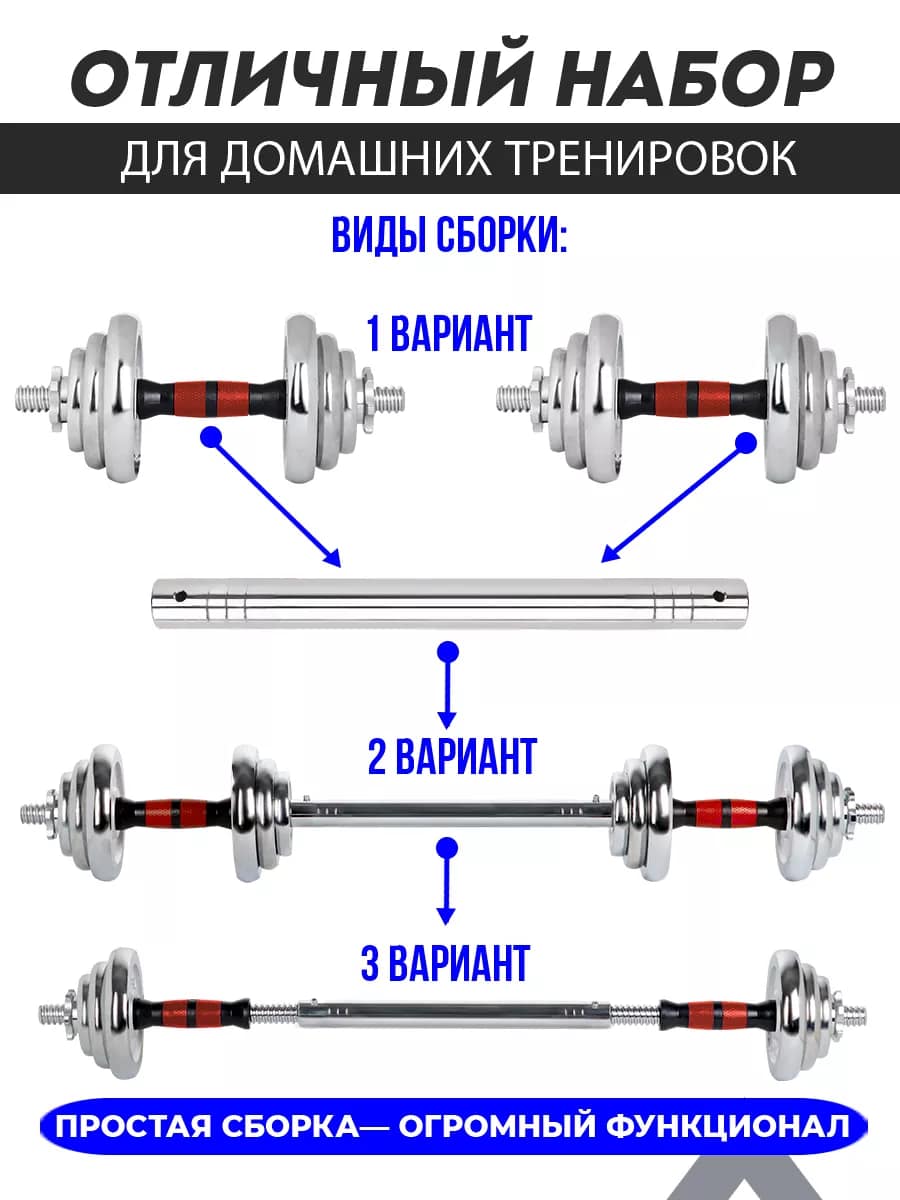 ОТЛИЧНЫЙ НАБОР
ДЛЯ ДОМАШНИХ ТРЕНИРОВОК
ВИДЫ СБОРКИ:
1 ВАРИАНТ
2 ВАРИАНТ
3 ВАРИАНТ
ПРОСТАЯ СБОРКА— ОГРОМНЫЙ ФУНКЦИОНАЛ